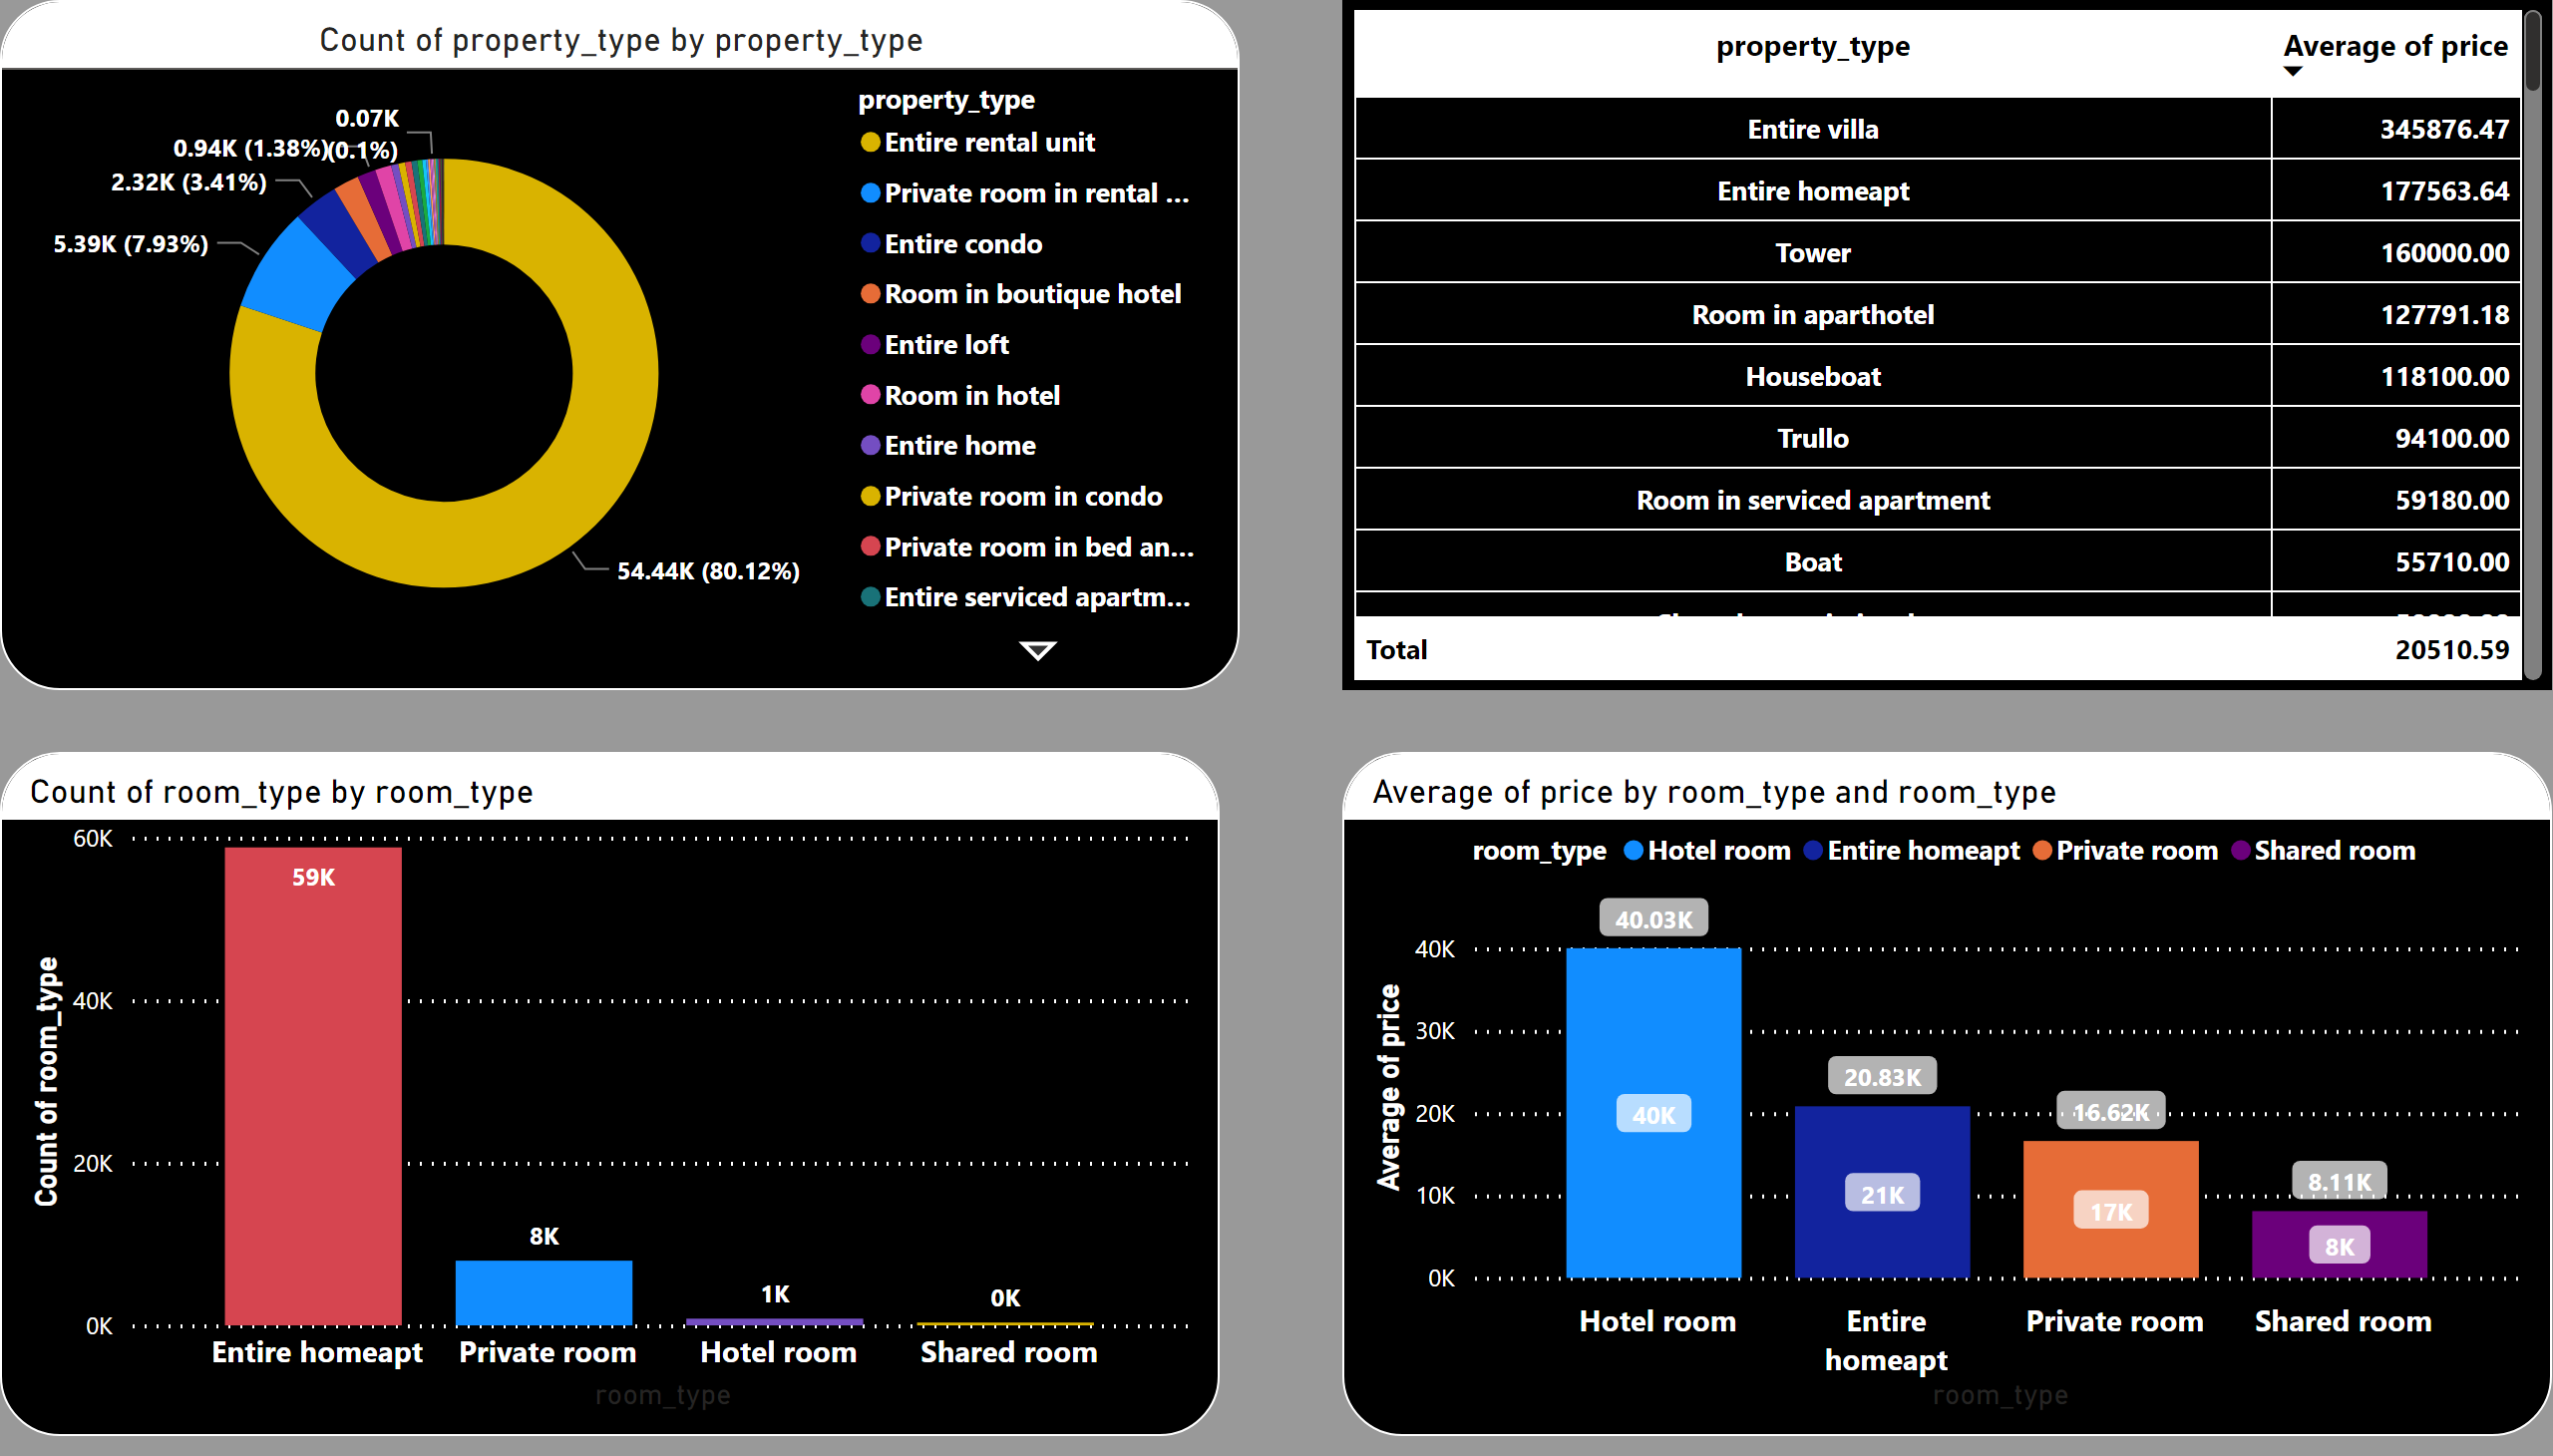 Count of property_type by property_type
0.07K
(0.1%)
0.94K (1.38%)
2.32K (3.41%)
5.39K (7.93%)
54.44K (80.12%)
property_type
Entire rental unit
Private room in rental ...
Entire condo
Room in boutique hotel
Entire loft
Room in hotel
Entire home
Private room in condo
Private room in bed an...
Entire serviced apartm...
property_type Average of price
Entire villa 345876.47
Entire homeapt 177563.64
Tower 160000.00
Room in aparthotel 127791.18
Houseboat 118100.00
Trullo 94100.00
Room in serviced apartment 59180.00
Boat 55710.00
Total 20510.59
Count of room_type by room_type
Count of room_type
60K
40K
20K
0K
59K
8K
1K
0K
Entire homeapt
Private room
Hotel room
Shared room
room_type
Average of price by room_type and room_type
room_type Hotel room Entire homeapt Private room Shared room
Average of price
40K
30K
20K
10K
0K
40.03K
40K
20.83K
21K
16.62K
17K
8.11K
8K
Hotel room
Entire
homeapt
Private room
Shared room
room_type